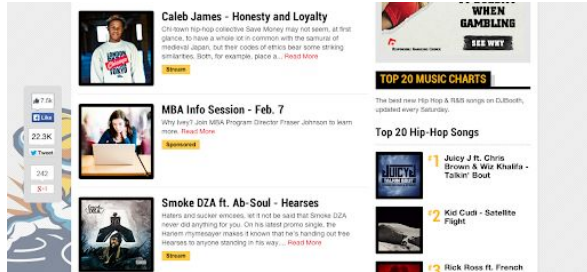 Caleb James - Honesty and Loyalty
Chi-town hip-hop collective Save Money may not seem, at first
glance, to have a whole lot in common with the samurai of
medieval Japan, but their codes of ethics bear some striking
similarities. Both, for example, place a... Read More
Stream
MBA Info Session - Feb. 7
Why Ivey? Join MBA Program Director Fraser Johnson to learn
more. Read More
Sponsored
Smoke DZA ft. Ab-Soul - Hearses
Haters and sucker emcees, let it not be said that Smoke DZA
never did anything for you. On his latest promo single, the
Harlem mymesayer makes it known that he's handing out free
Hearses to anyone standing in his way.... Read More
Stream
7.5k
Like
22.3K
Tweet
242
+1
WHEN
GAMBLING
SEE WHY
TOP 20 MUSIC CHARTS
The best new Hip Hop & R&B songs on DJBooth,
updated every Saturday.
Top 20 Hip-Hop Songs
#1 Juicy J ft. Chris
Brown & Wiz Khalifa -
Talkin' Bout
#2 Kid Cudi - Satellite
Flight
#3 Rick Ross ft. French